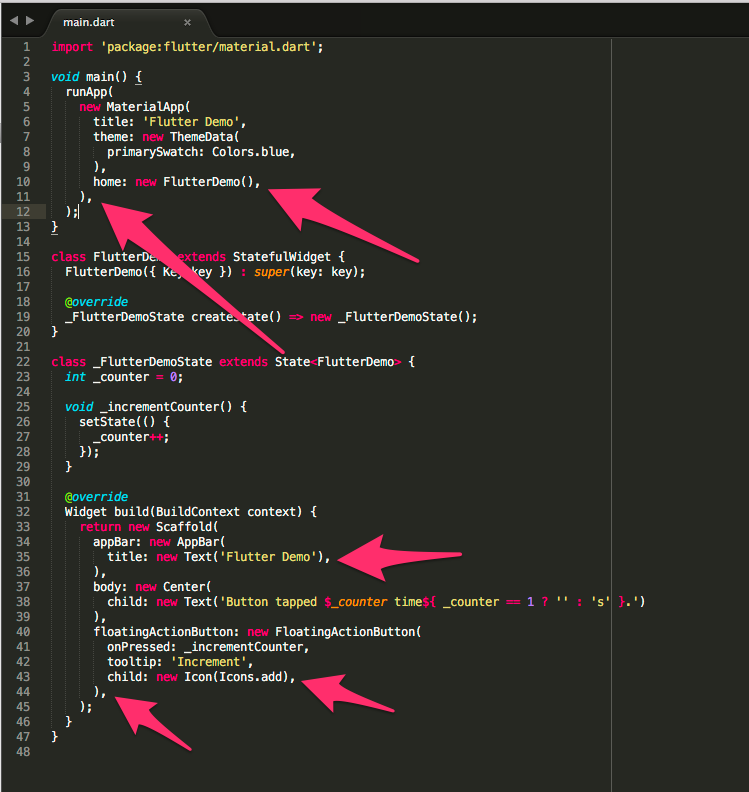 main.dart ×
1 import 'package:flutter/material.dart';
2
3 void main() {
4 runApp(
5 new MaterialApp(
6 title: 'Flutter Demo',
7 theme: new ThemeData(
8 primarySwatch: Colors.blue,
9 ),
10 home: new FlutterDemo(),
11 ),
12 );
13 }
14
15 class FlutterDem extends StatefulWidget {
16 FlutterDemo({ Key key }) : super(key: key);
17
18 @override
19 _FlutterDemoState createState() => new _FlutterDemoState();
20 }
21
22 class _FlutterDemoState extends State<FlutterDemo> {
23 int _counter = 0;
24
25 void _incrementCounter() {
26 setState(() {
27 _counter++;
28 });
29 }
30
31 @override
32 Widget build(BuildContext context) {
33 return new Scaffold(
34 appBar: new AppBar(
35 title: new Text('Flutter Demo'),
36 ),
37 body: new Center(
38 child: new Text('Button tapped $_counter time${ _counter == 1 ? '' : 's' }.')
39 ),
40 floatingActionButton: new FloatingActionButton(
41 onPressed: _incrementCounter,
42 tooltip: 'Increment',
43 child: new Icon(Icons.add),
44 ),
45 );
46 }
47 }
48